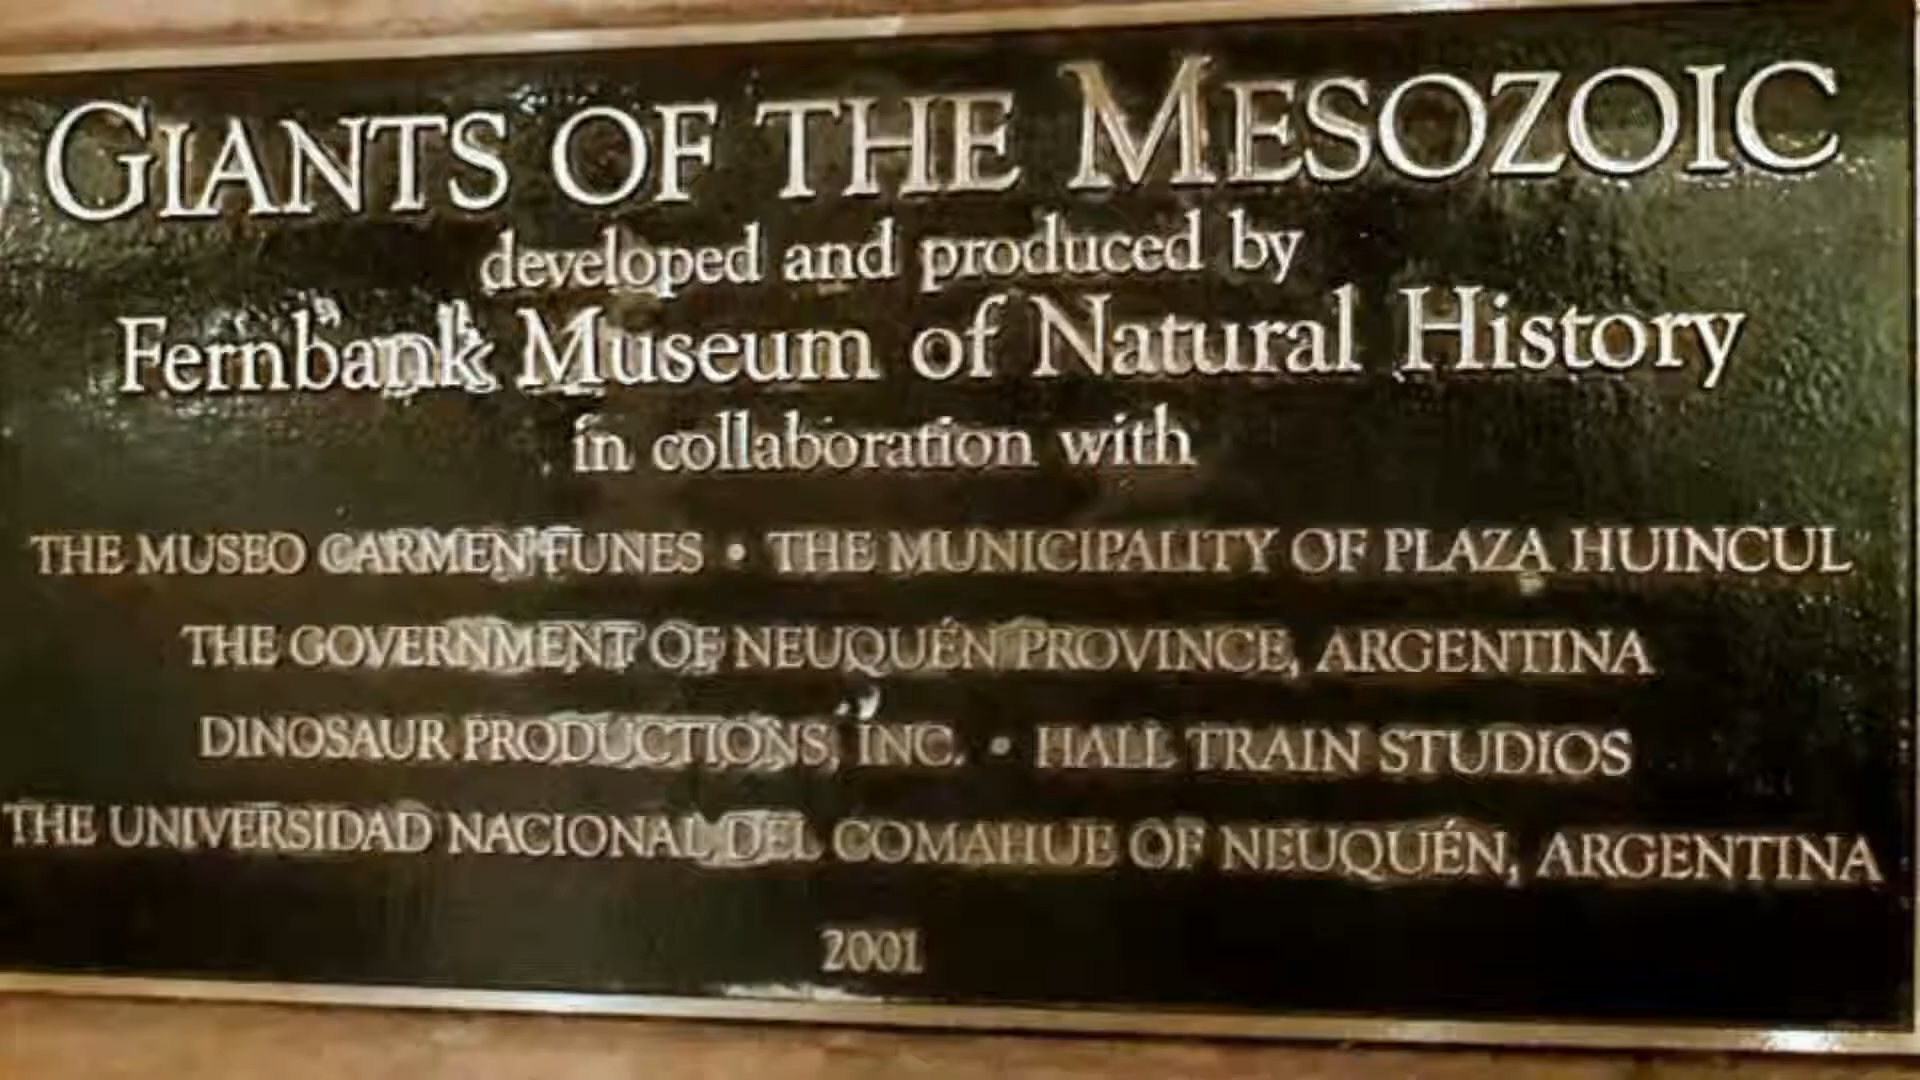 GIANTS OF THE MESOZOIC
developed and produced by
Fernbank Museum of Natural History
in collaboration with
THE MUSEO CARMEN FUNES • THE MUNICIPALITY OF PLAZA HUINCUL
THE GOVERNMENT OF NEUQUÉN PROVINCE, ARGENTINA
DINOSAUR PRODUCTIONS, INC. • HALL TRAIN STUDIOS
THE UNIVERSIDAD NACIONAL DEL COMAHUE OF NEUQUÉN, ARGENTINA
2001